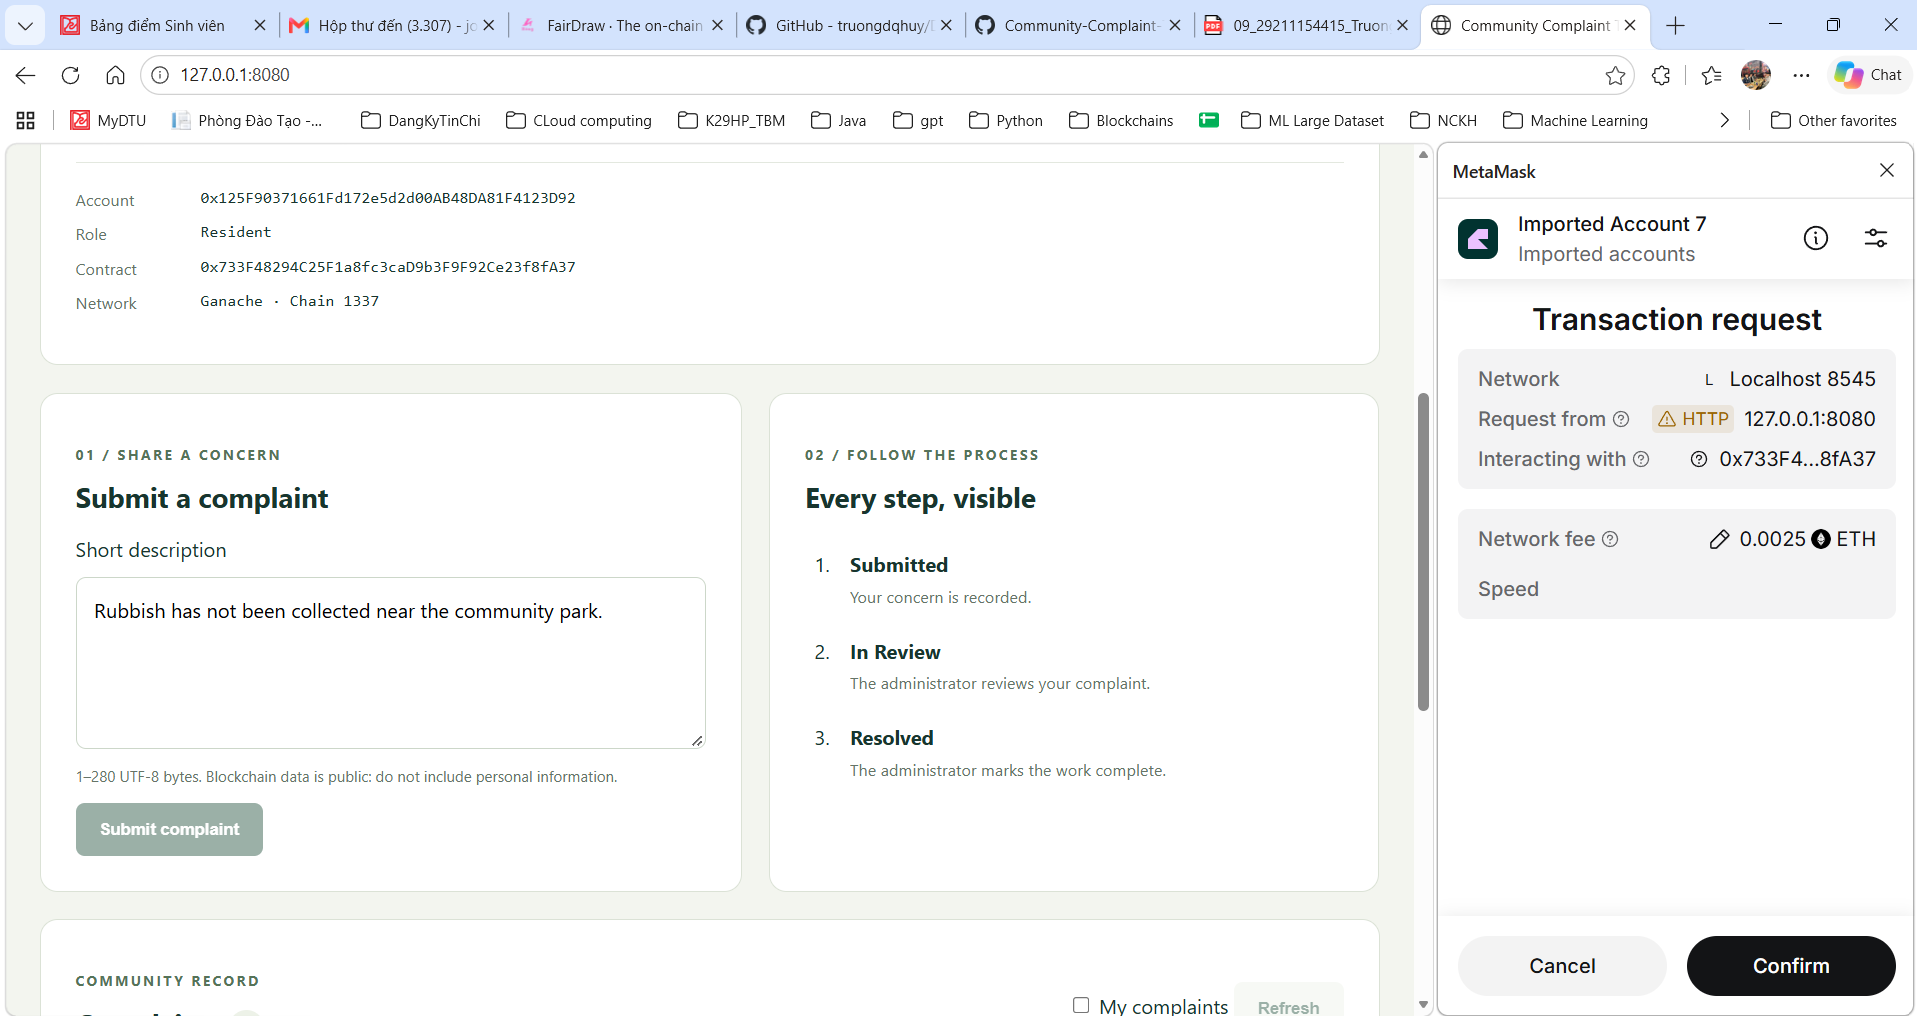 Bảng điểm Sinh viên
Hộp thư đến (3.307) - jo
FairDraw · The on-chain
GitHub - truongdqhuy/
Community-Complaint-
09_29211154415_Truon
Community Complaint
127.0.0.1:8080
Chat
MyDTU
Phòng Đào Tạo -...
DangKyTinChi
CLoud computing
K29HP_TBM
Java
gpt
Python
Blockchains
ML Large Dataset
NCKH
Machine Learning
Other favorites
Account 0x125F90371661Fd172e5d2d00AB48DA81F4123D92
Role Resident
Contract 0x733F48294C25F1a8fc3caD9b3F9F92Ce23f8fA37
Network Ganache · Chain 1337
01 / SHARE A CONCERN
Submit a complaint
Short description
Rubbish has not been collected near the community park.
1–280 UTF-8 bytes. Blockchain data is public: do not include personal information.
Submit complaint
02 / FOLLOW THE PROCESS
Every step, visible
1. Submitted
Your concern is recorded.
2. In Review
The administrator reviews your complaint.
3. Resolved
The administrator marks the work complete.
COMMUNITY RECORD
My complaints
Refresh
MetaMask
Imported Account 7
Imported accounts
Transaction request
Network L Localhost 8545
Request from HTTP 127.0.0.1:8080
Interacting with 0x733F4...8fA37
Network fee 0.0025 ETH
Speed
Cancel
Confirm